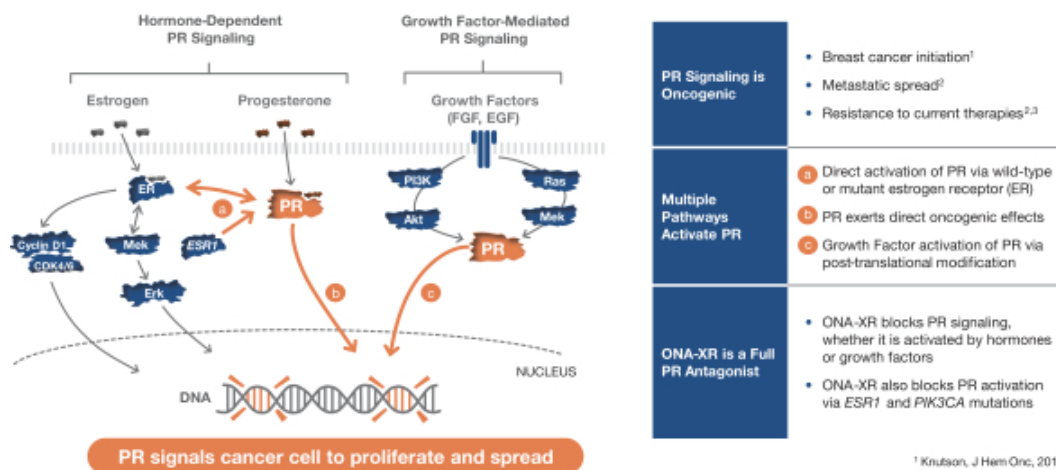 Hormone-Dependent
PR Signaling
Growth Factor-Mediated
PR Signaling
Estrogen
Progesterone
Growth Factors
(FGF, EGF)
ER
PR
a
PI3K
Ras
Akt
Mek
Cyclin D1
CDK4/6
Mek
ESR1
PR
Erk
b
c
NUCLEUS
DNA
PR signals cancer cell to proliferate and spread
PR Signaling is
Oncogenic
• Breast cancer initiation¹
• Metastatic spread²
• Resistance to current therapies²,³
Multiple
Pathways
Activate PR
a Direct activation of PR via wild-type
or mutant estrogen receptor (ER)
b PR exerts direct oncogenic effects
c Growth Factor activation of PR via
post-translational modification
ONA-XR is a Full
PR Antagonist
• ONA-XR blocks PR signaling,
whether it is activated by hormones
or growth factors
• ONA-XR also blocks PR activation
via ESR1 and PIK3CA mutations
¹ Knutson, J Hem Onc, 201